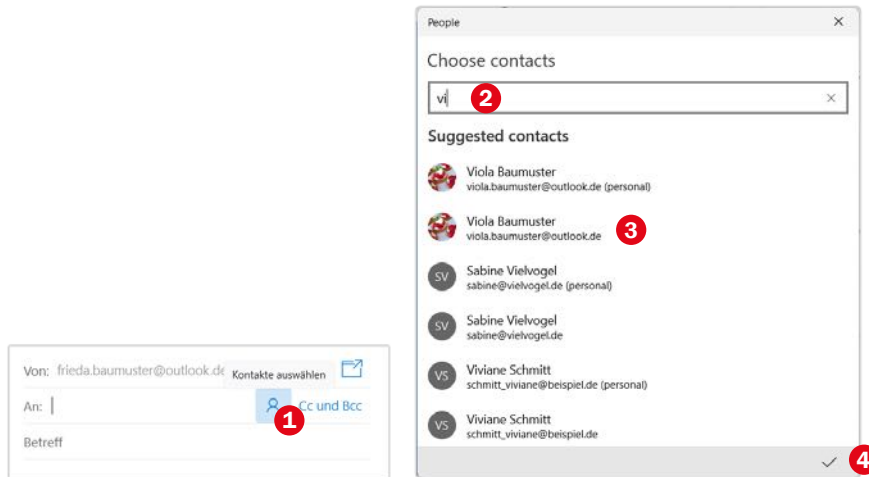 Von: frieda.baumuster@outlook.de
Kontakte auswählen
An:
1
Cc und Bcc
Betreff
People
Choose contacts
vi
2
Suggested contacts
Viola Baumuster
viola.baumuster@outlook.de (personal)
Viola Baumuster
viola.baumuster@outlook.de
3
SV
Sabine Vielvogel
sabine@vielvogel.de (personal)
SV
Sabine Vielvogel
sabine@vielvogel.de
VS
Viviane Schmitt
schmitt_viviane@beispiel.de (personal)
VS
Viviane Schmitt
schmitt_viviane@beispiel.de
4